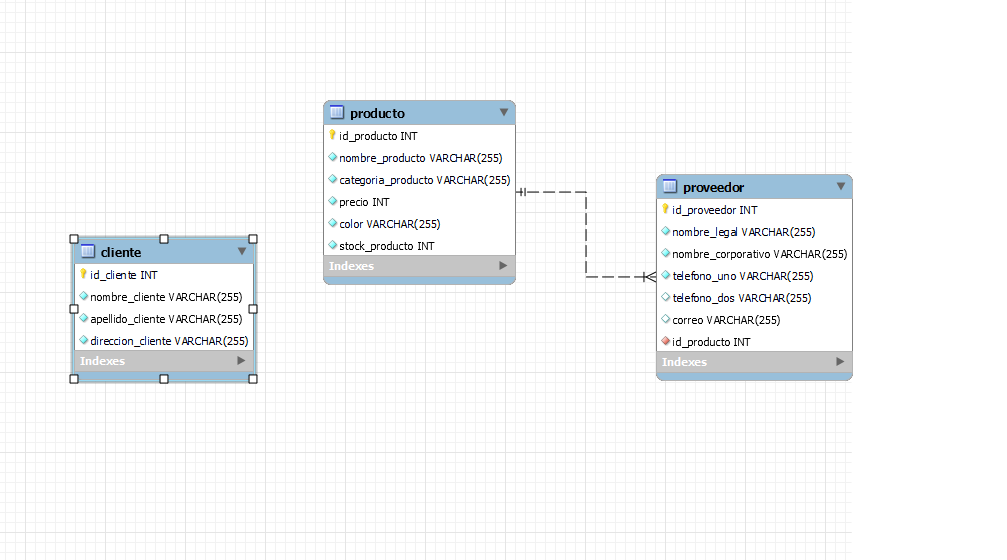 producto
id_producto INT
nombre_producto VARCHAR(255)
categoria_producto VARCHAR(255)
precio INT
color VARCHAR(255)
stock_producto INT
Indexes
proveedor
id_proveedor INT
nombre_legal VARCHAR(255)
nombre_corporativo VARCHAR(255)
telefono_uno VARCHAR(255)
telefono_dos VARCHAR(255)
correo VARCHAR(255)
id_producto INT
Indexes
cliente
id_cliente INT
nombre_cliente VARCHAR(255)
apellido_cliente VARCHAR(255)
direccion_cliente VARCHAR(255)
Indexes